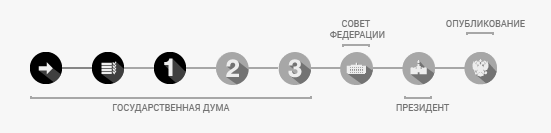 СОВЕТ
ФЕДЕРАЦИИ
ОПУБЛИКОВАНИЕ
1 2 3
ГОСУДАРСТВЕННАЯ ДУМА
ПРЕЗИДЕНТ